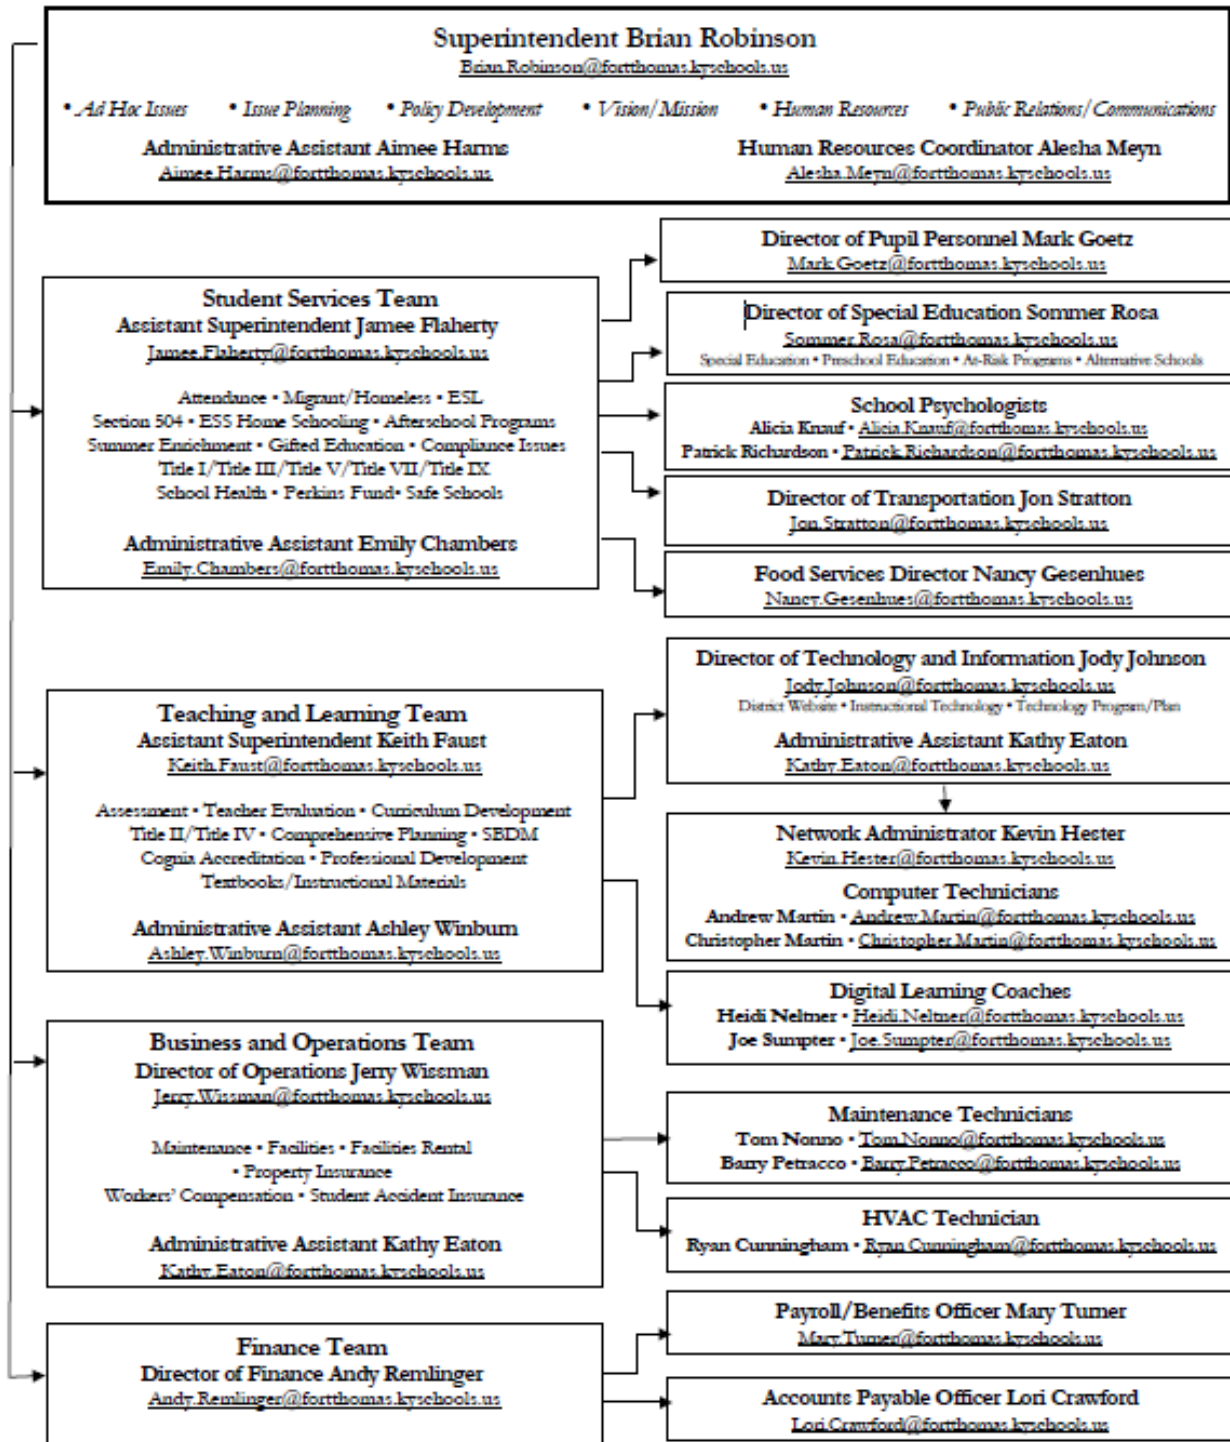 Superintendent Brian Robinson
Brian.Robinson@fortthomas.kyschools.us
• Ad Hoc Issues • Issue Planning • Policy Development • Vision/Mission • Human Resources • Public Relations/Communications
Administrative Assistant Aimee Harms
Aimee.Harms@fortthomas.kyschools.us
Human Resources Coordinator Alesha Meyn
Alesha.Meyn@fortthomas.kyschools.us
Student Services Team
Assistant Superintendent Jamee Flaherty
Jamee.Flaherty@fortthomas.kyschools.us
Attendance • Migrant/Homeless • ESL
Section 504 • ESS Home Schooling • Afterschool Programs
Summer Enrichment • Gifted Education • Compliance Issues
Title I/Title III/Title V/Title VII/Title IX
School Health • Perkins Fund• Safe Schools
Administrative Assistant Emily Chambers
Emily.Chambers@fortthomas.kyschools.us
Director of Pupil Personnel Mark Goetz
Mark.Goetz@fortthomas.kyschools.us
Director of Special Education Sommer Rosa
Sommer.Rosa@fortthomas.kyschools.us
Special Education • Preschool Education • At-Risk Programs • Alternative Schools
School Psychologists
Alicia Knauf • Alicia.Knauf@fortthomas.kyschools.us
Patrick Richardson • Patrick.Richardson@fortthomas.kyschools.us
Director of Transportation Jon Stratton
Jon.Stratton@fortthomas.kyschools.us
Food Services Director Nancy Gesenhues
Nancy.Gesenhues@fortthomas.kyschools.us
Teaching and Learning Team
Assistant Superintendent Keith Faust
Keith.Faust@fortthomas.kyschools.us
Assessment • Teacher Evaluation • Curriculum Development
Title II/Title IV • Comprehensive Planning • SBDM
Cognia Accreditation • Professional Development
Textbooks/Instructional Materials
Administrative Assistant Ashley Winburn
Ashley.Winburn@fortthomas.kyschools.us
Director of Technology and Information Jody Johnson
Jody.Johnson@fortthomas.kyschools.us
District Website • Instructional Technology • Technology Program/Plan
Administrative Assistant Kathy Eaton
Kathy.Eaton@fortthomas.kyschools.us
Network Administrator Kevin Hester
Kevin.Hester@fortthomas.kyschools.us
Computer Technicians
Andrew Martin • Andrew.Martin@fortthomas.kyschools.us
Christopher Martin • Christopher.Martin@fortthomas.kyschools.us
Digital Learning Coaches
Heidi Neltner • Heidi.Neltner@fortthomas.kyschools.us
Joe Sumpter • Joe.Sumpter@fortthomas.kyschools.us
Business and Operations Team
Director of Operations Jerry Wissman
Jerry.Wissman@fortthomas.kyschools.us
Maintenance • Facilities • Facilities Rental
• Property Insurance
Workers' Compensation • Student Accident Insurance
Administrative Assistant Kathy Eaton
Kathy.Eaton@fortthomas.kyschools.us
Maintenance Technicians
Tom Nonno • Tom.Nonno@fortthomas.kyschools.us
Barry Petracco • Barry.Petracco@fortthomas.kyschools.us
HVAC Technician
Ryan Cunningham • Ryan.Cunningham@fortthomas.kyschools.us
Finance Team
Director of Finance Andy Remlinger
Andy.Remlinger@fortthomas.kyschools.us
Payroll/Benefits Officer Mary Turner
Mary.Turner@fortthomas.kyschools.us
Accounts Payable Officer Lori Crawford
Lori.Crawford@fortthomas.kyschools.us